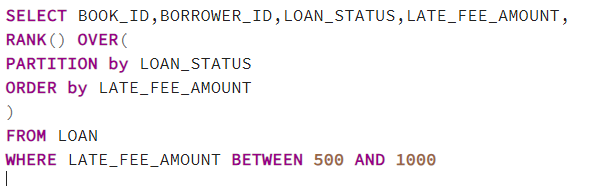 SELECT BOOK_ID,BORROWER_ID,LOAN_STATUS,LATE_FEE_AMOUNT,
RANK() OVER(
PARTITION by LOAN_STATUS
ORDER by LATE_FEE_AMOUNT
)
FROM LOAN
WHERE LATE_FEE_AMOUNT BETWEEN 500 AND 1000